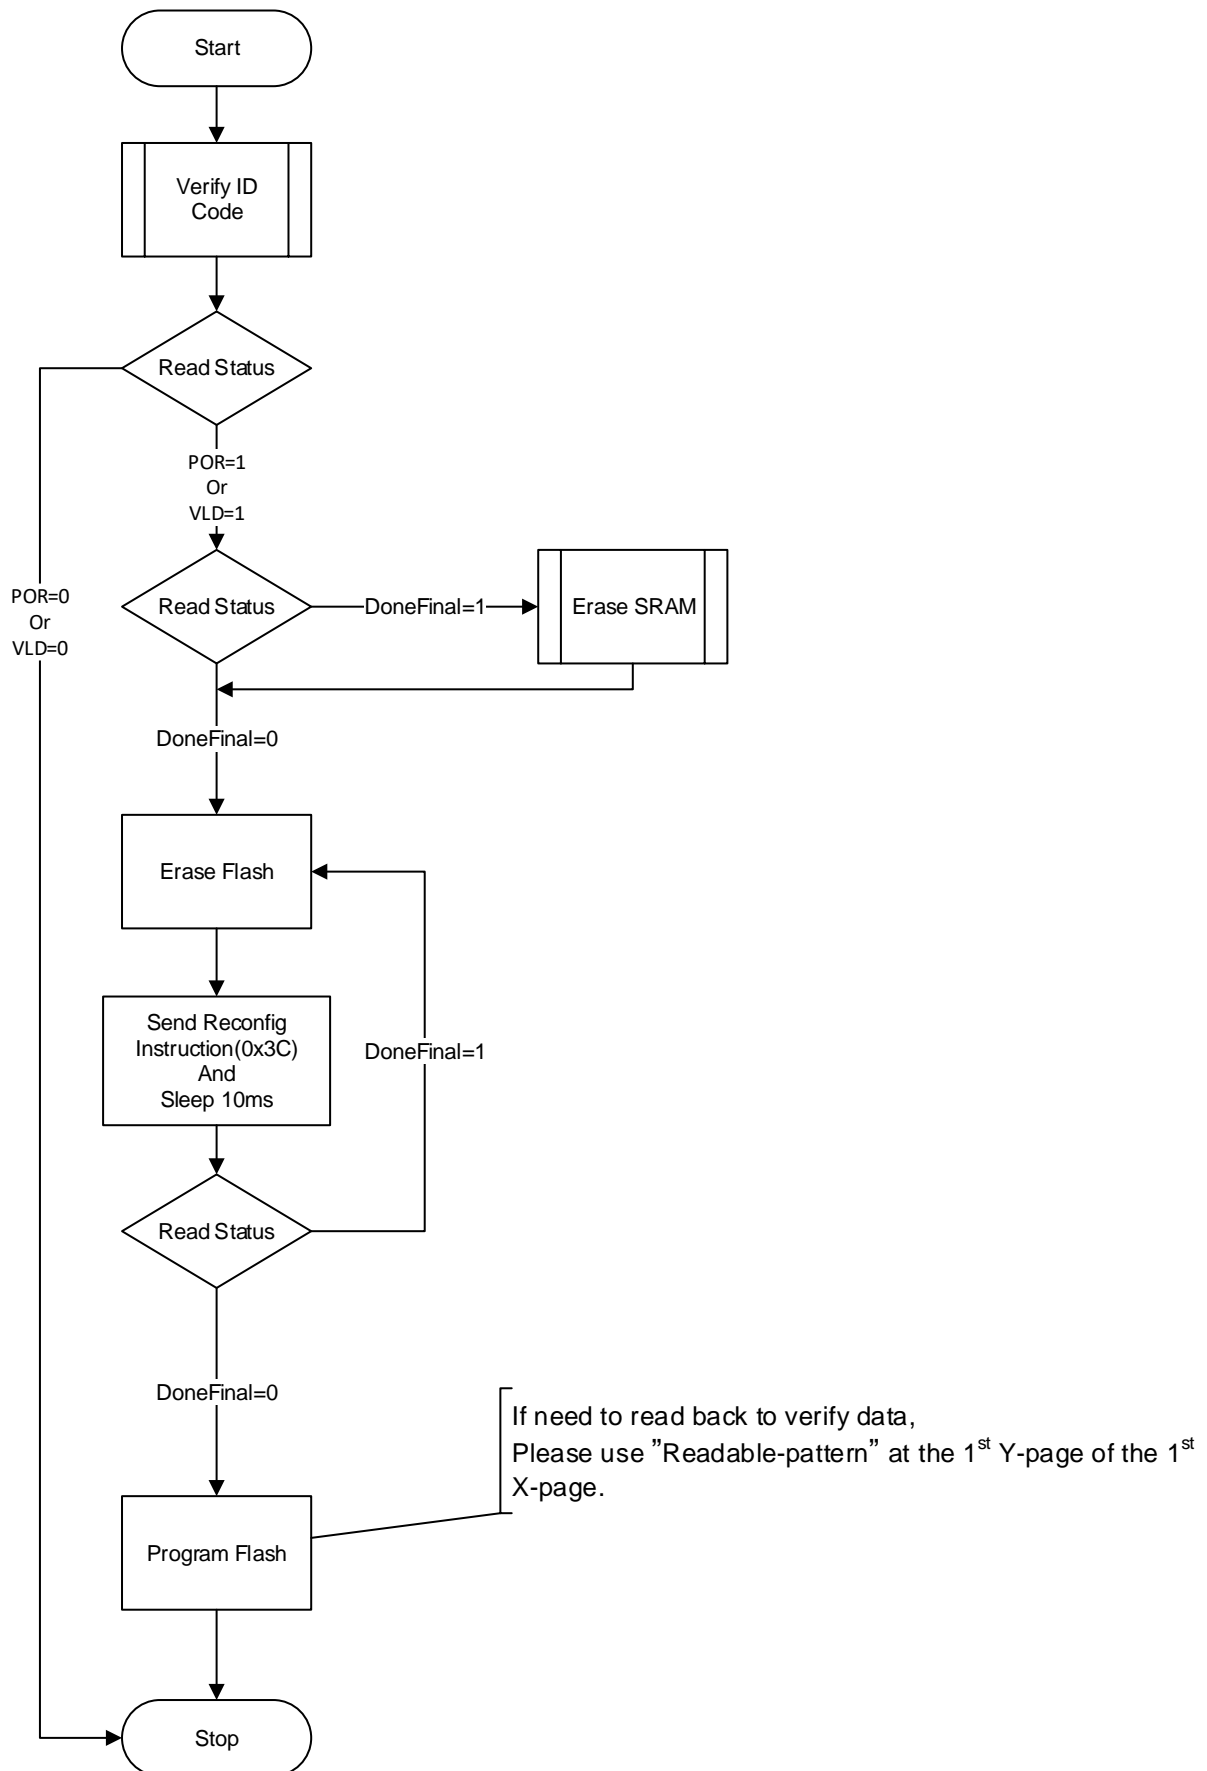 Start
Verify ID
Code
Read Status
POR=1
Or
VLD=1
POR=0
Or
VLD=0
Read Status
DoneFinal=1
Erase SRAM
DoneFinal=0
Erase Flash
Send Reconfig
Instruction(0x3C)
And
Sleep 10ms
DoneFinal=1
Read Status
DoneFinal=0
If need to read back to verify data,
Please use ”Readable-pattern” at the 1st Y-page of the 1st
X-page.
Program Flash
Stop